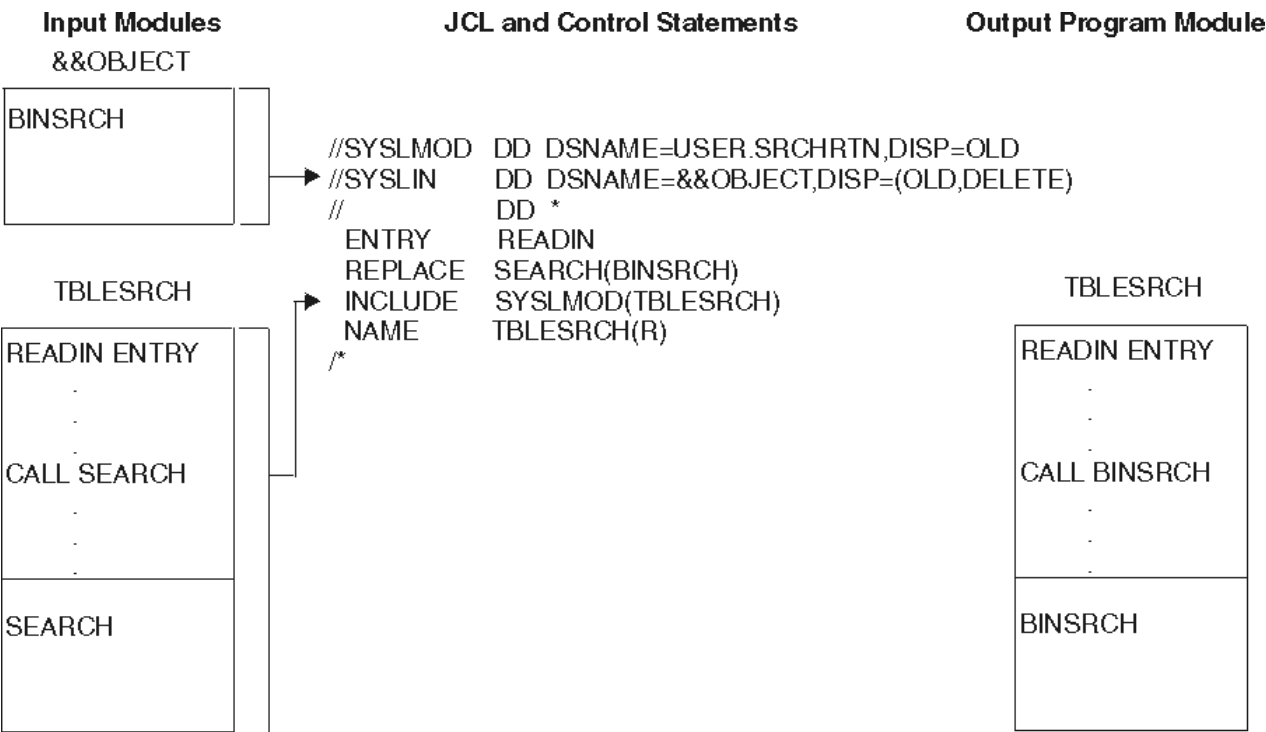 Input Modules
JCL and Control Statements
Output Program Module
&&OBJECT
BINSRCH
//SYSLMOD DD DSNAME=USER.SRCHRTN,DISP=OLD
//SYSLIN DD DSNAME=&&OBJECT,DISP=(OLD,DELETE)
// DD *
ENTRY READIN
REPLACE SEARCH(BINSRCH)
INCLUDE SYSLMOD(TBLESRCH)
NAME TBLESRCH(R)
/*
TBLESRCH
READIN ENTRY
.
.
.
CALL SEARCH
.
.
.
SEARCH
TBLESRCH
READIN ENTRY
.
.
.
CALL BINSRCH
.
.
.
BINSRCH